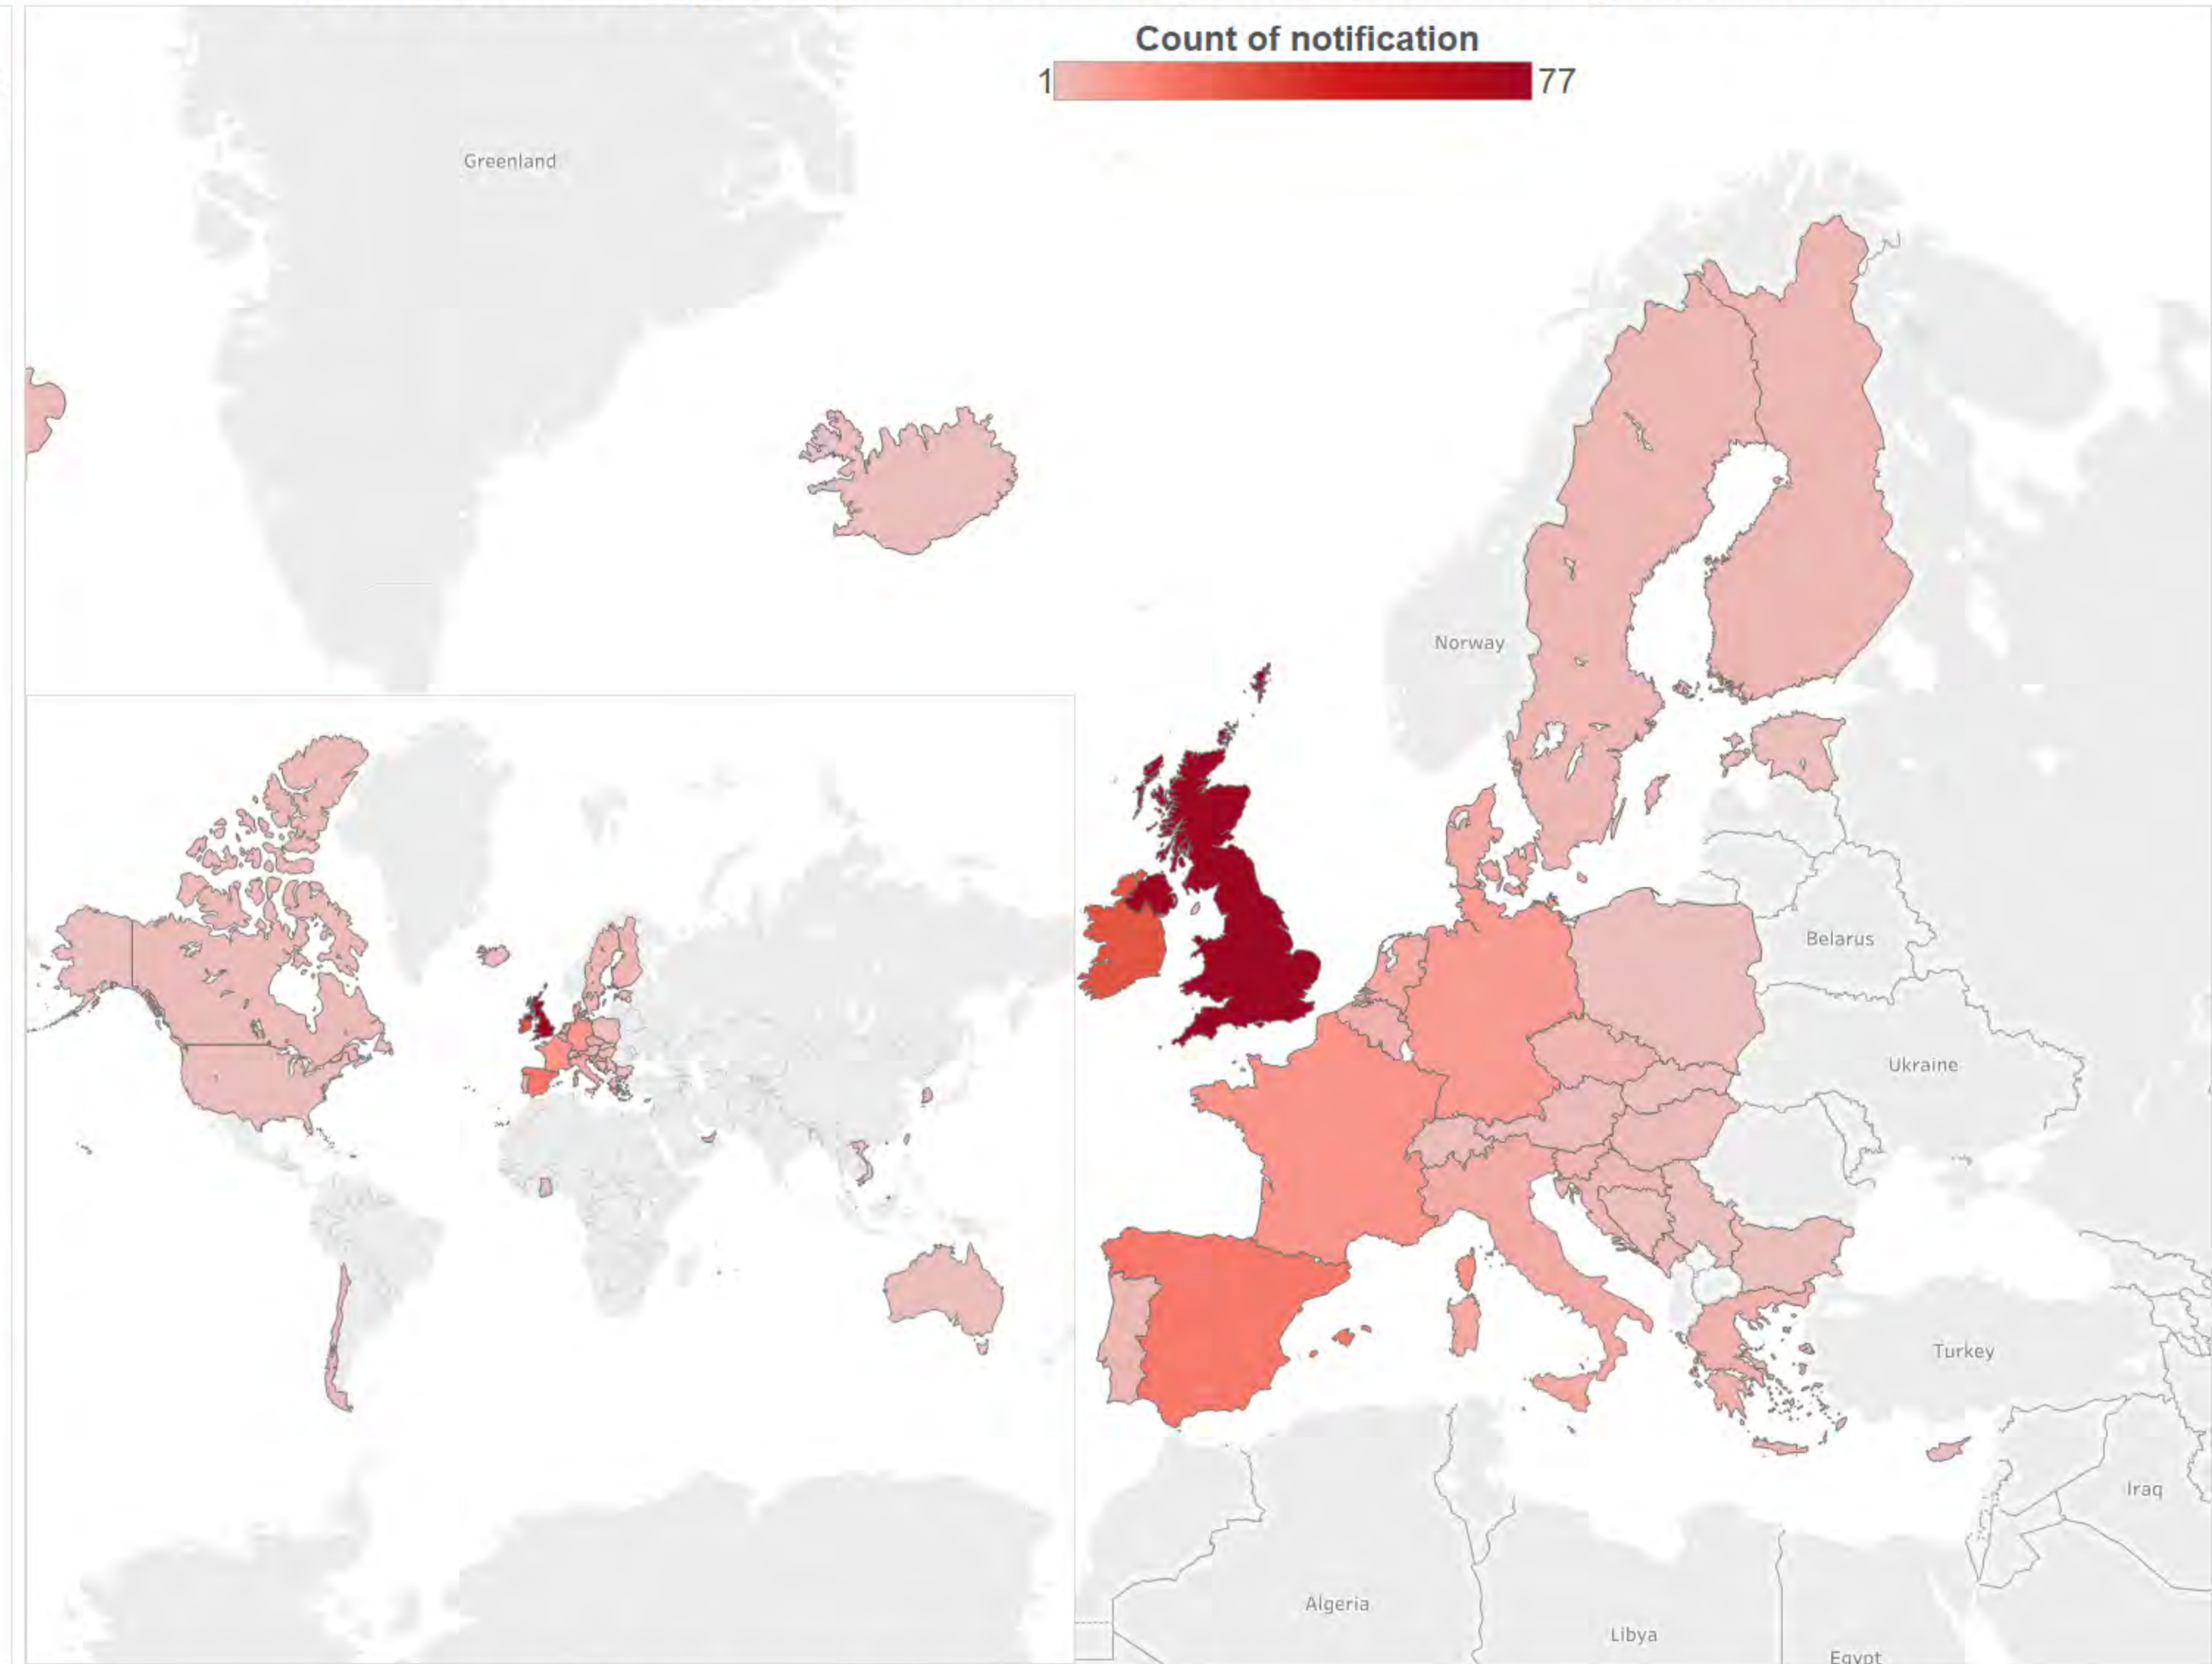 Count of notification
1 77
Greenland
Norway
Belarus
Ukraine
Turkey
Iraq
Algeria
Libya
Egypt